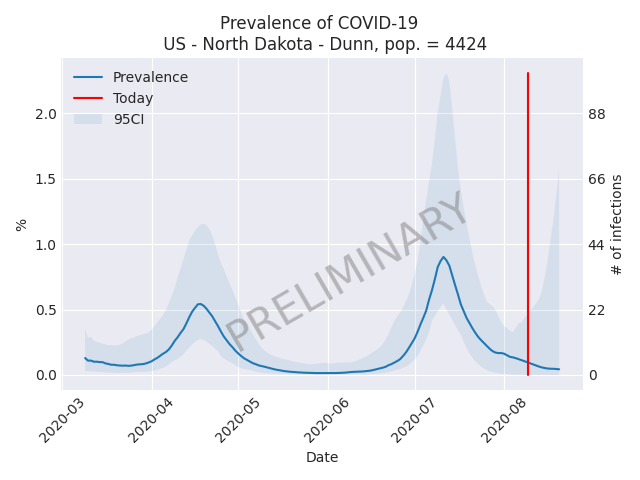 Prevalence of COVID-19
US - North Dakota - Dunn, pop. = 4424
Prevalence
Today
95CI
PRELIMINARY
%
2.0
1.5
1.0
0.5
0.0
88
66
44
22
0
# of infections
2020-03
2020-04
2020-05
2020-06
2020-07
2020-08
Date